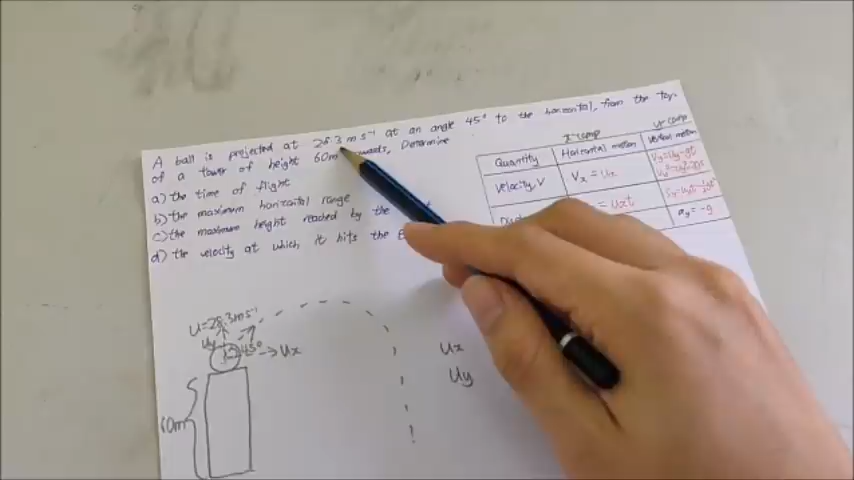 A ball is projected at 28.3 m s⁻¹ at an angle 45° to the horizontal, from the top
of a tower of height 60m wards, Determine
a) the time of flight
b) the maximum horizontal range
c) the maximum height reached by the
d) the velocity at which it hits the
x-comp
Quantity Horizontal motion Vertical motion
Velocity, V Vx = Ux Vy = Uy - gt
= Uxt
ay = -g
U = 28.3ms⁻¹
Uy
45° → Ux
60m
Ux
Uy